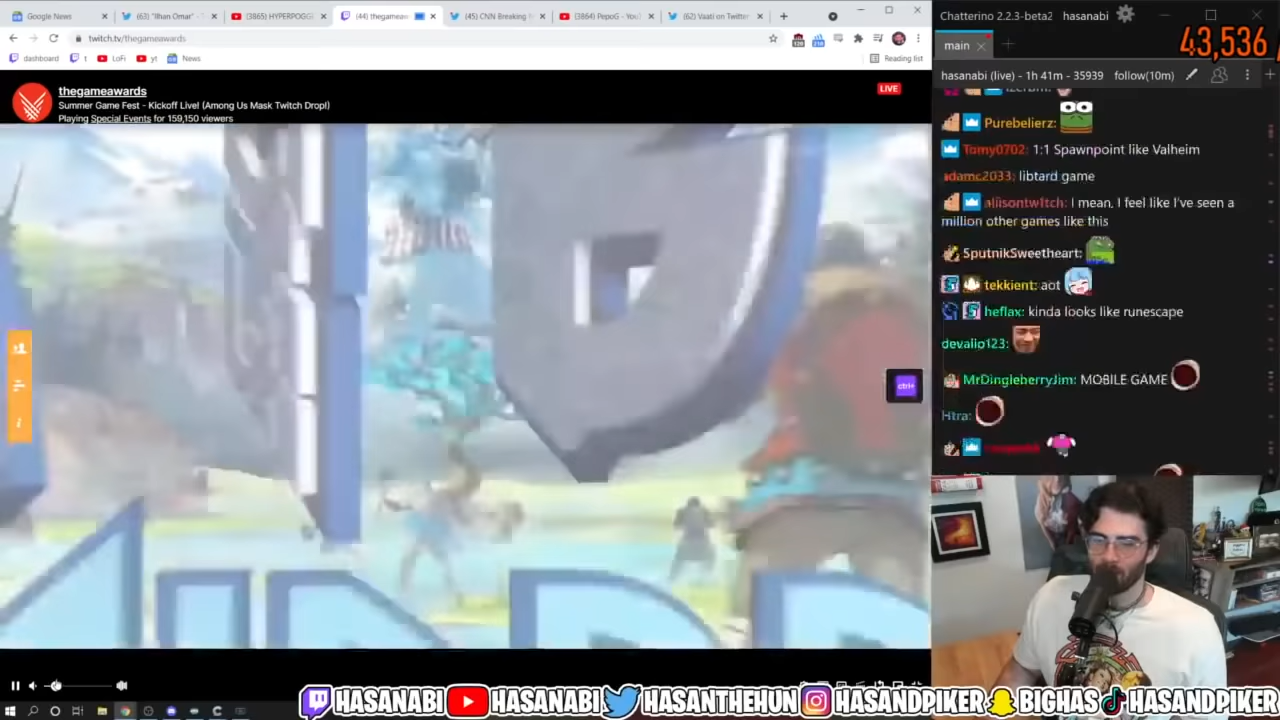 Google News
(63) "Ilhan Omar" - T
(3865) HYPERPOGG
(44) thegameaw
(45) CNN Breaking
(3864) PepoG - You
(62) Vaati on Twitter
twitch.tv/thegameawards
dashboard
t
LoFi
yt
News
Reading list
thegameawards
Summer Game Fest - Kickoff Live! (Among Us Mask Twitch Drop!)
Playing Special Events for 159,150 viewers
LIVE
ctrl+
Chatterino 2.2.3-beta2
hasanabi
main
43,536
hasanabi (live) - 1h 41m - 35939
follow(10m)
Purebelierz:
Tomy0702: 1:1 Spawnpoint like Valheim
adamc2033: libtard game
aliisontw1tch: I mean, I feel like I've seen a
million other games like this
SputnikSweetheart:
tekkient: aot
heflax: kinda looks like runescape
devalio123:
MrDingleberryJim: MOBILE GAME
Htra:
HASANABI
HASANABI
HASANTHEHUN
HASANDPIKER
BIGHAS
HASANDPIKER